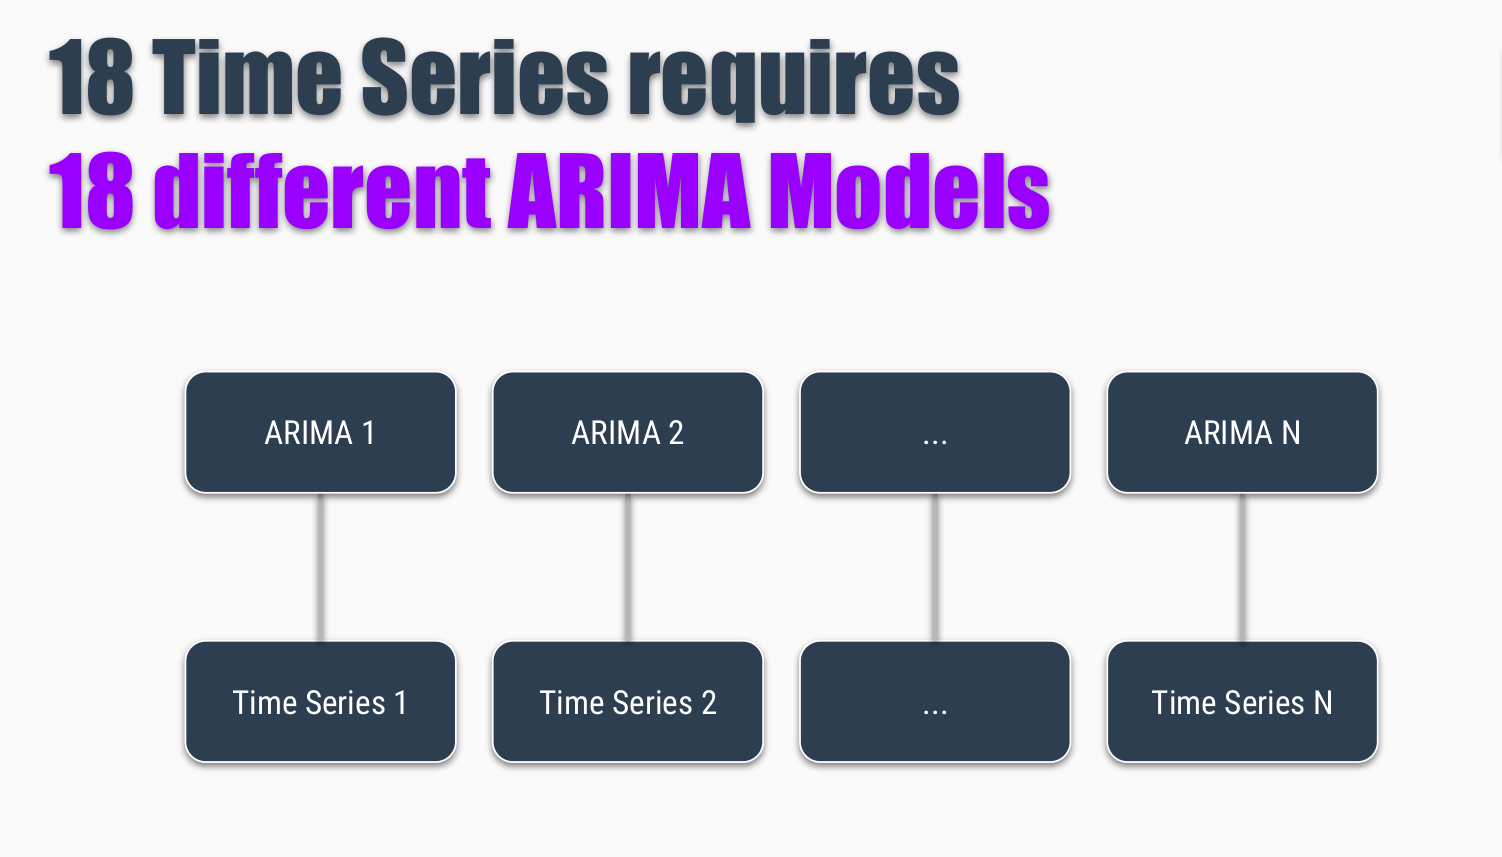 18 Time Series requires
18 different ARIMA Models
ARIMA 1
ARIMA 2
...
ARIMA N
Time Series 1
Time Series 2
...
Time Series N